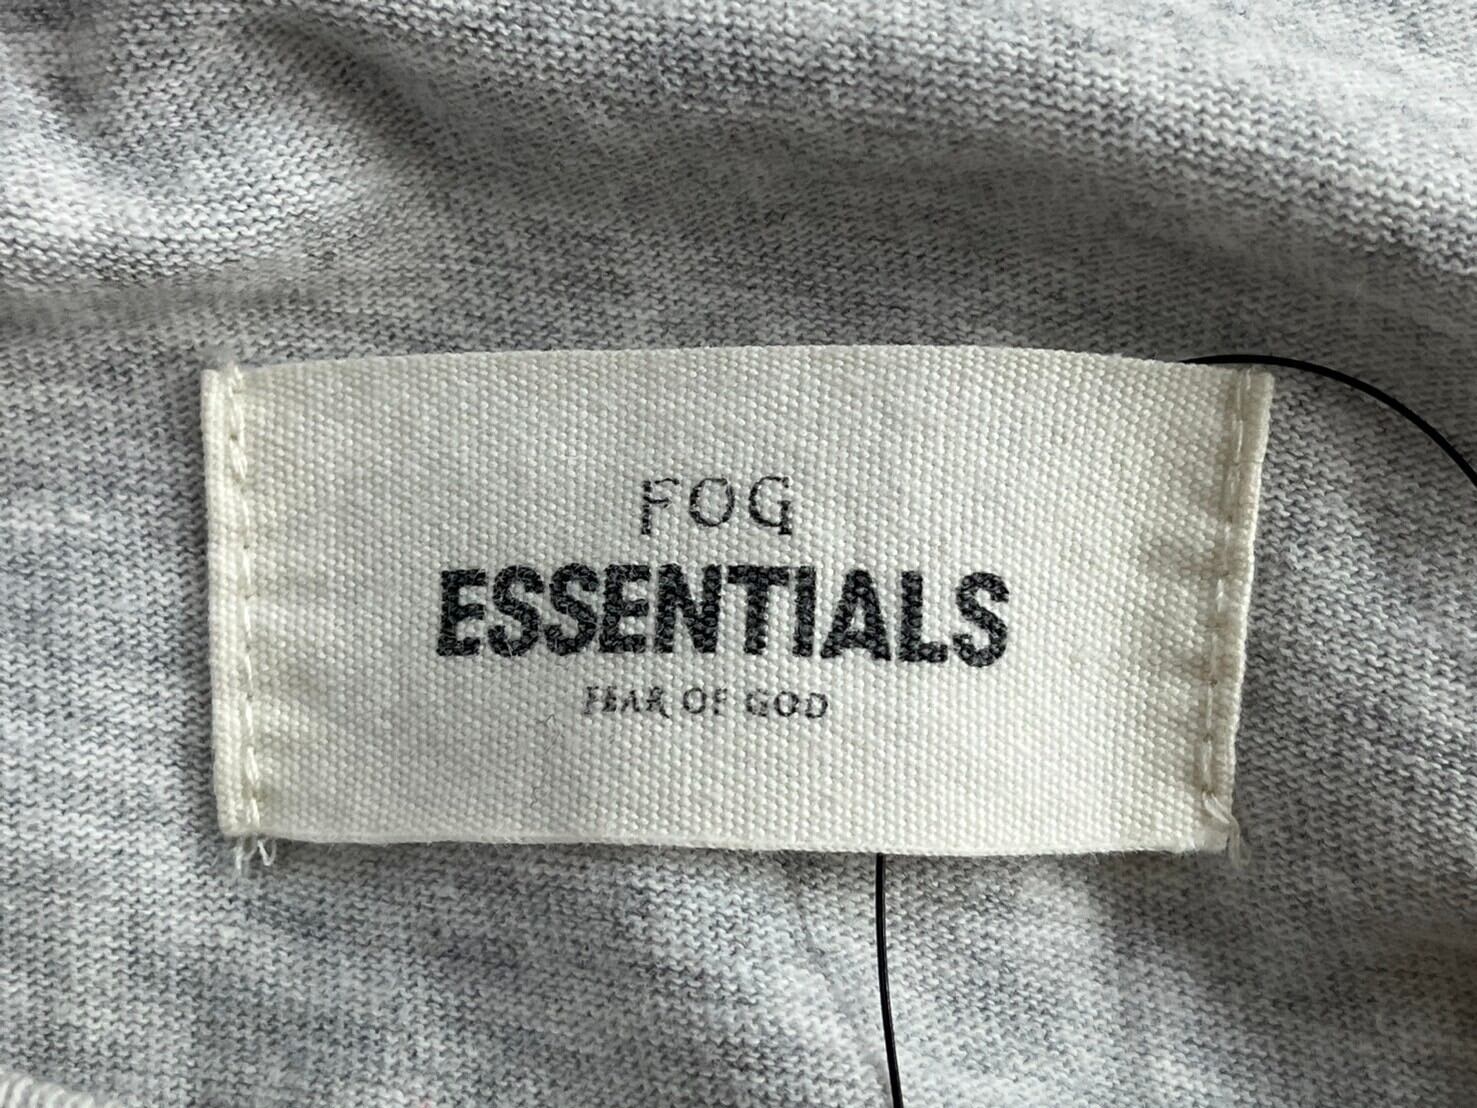 FOG
ESSENTIALS
FEAR OF GOD